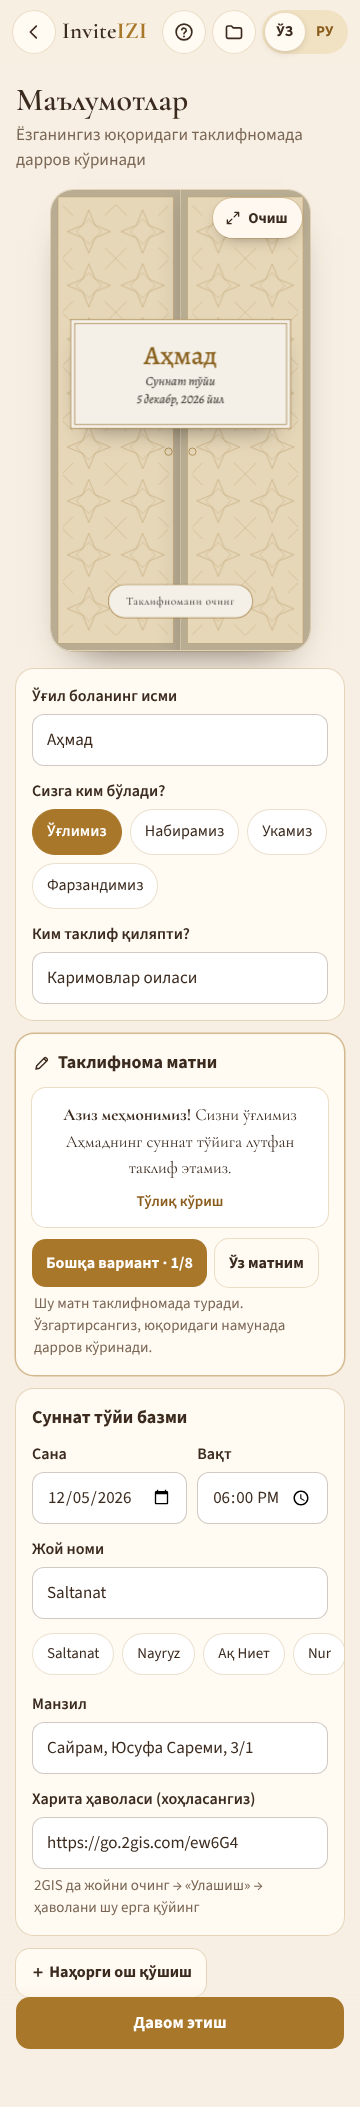 InviteIZI
ЎЗ
РУ
Маълумотлар
Ёзганингиз юқоридаги таклифномада
дарров кўринади
Очиш
Аҳмад
Суннат тўйи
5 декабр, 2026 йил
Таклифномани очинг
Ўғил боланинг исми
Аҳмад
Сизга ким бўлади?
Ўғлимиз
Набирамиз
Укамиз
Фарзандимиз
Ким таклиф қиляпти?
Каримовлар оиласи
Таклифнома матни
Азиз меҳмонимиз! Сизни ўғлимиз
Аҳмаднинг суннат тўйига лутфан
таклиф этамиз.
Тўлиқ кўриш
Бошқа вариант · 1/8
Ўз матним
Шу матн таклифномада туради.
Ўзгартирсангиз, юқоридаги намунада
дарров кўринади.
Суннат тўйи базми
Сана
Вақт
12/05/2026
06:00 PM
Жой номи
Saltanat
Saltanat
Nayryz
Ақ Ниет
Nur
Манзил
Сайрам, Юсуфа Сареми, 3/1
Харита ҳаволаси (хоҳласангиз)
https://go.2gis.com/ew6G4
2GIS да жойни очинг → «Улашиш» →
ҳаволани шу ерга қўйинг
+ Наҳорги ош қўшиш
Давом этиш